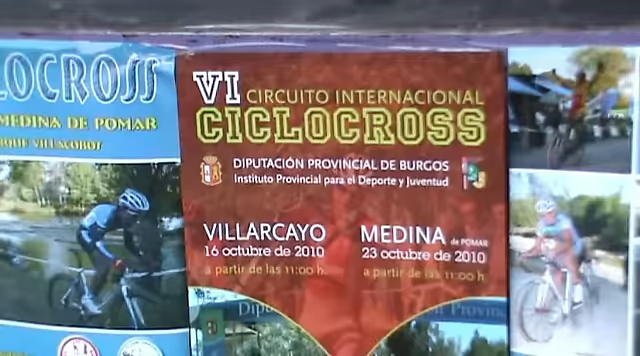 LOCROSS
MEDINA DE POMAR
VI CIRCUITO INTERNACIONAL
CICLOCROSS
DIPUTACIÓN PROVINCIAL DE BURGOS
Instituto Provincial para el Deporte y Juventud
VILLARCAYO
16 octubre de 2010
a partir de las 11:00 h.
MEDINA de POMAR
23 octubre de 2010
a partir de las 11:00 h.